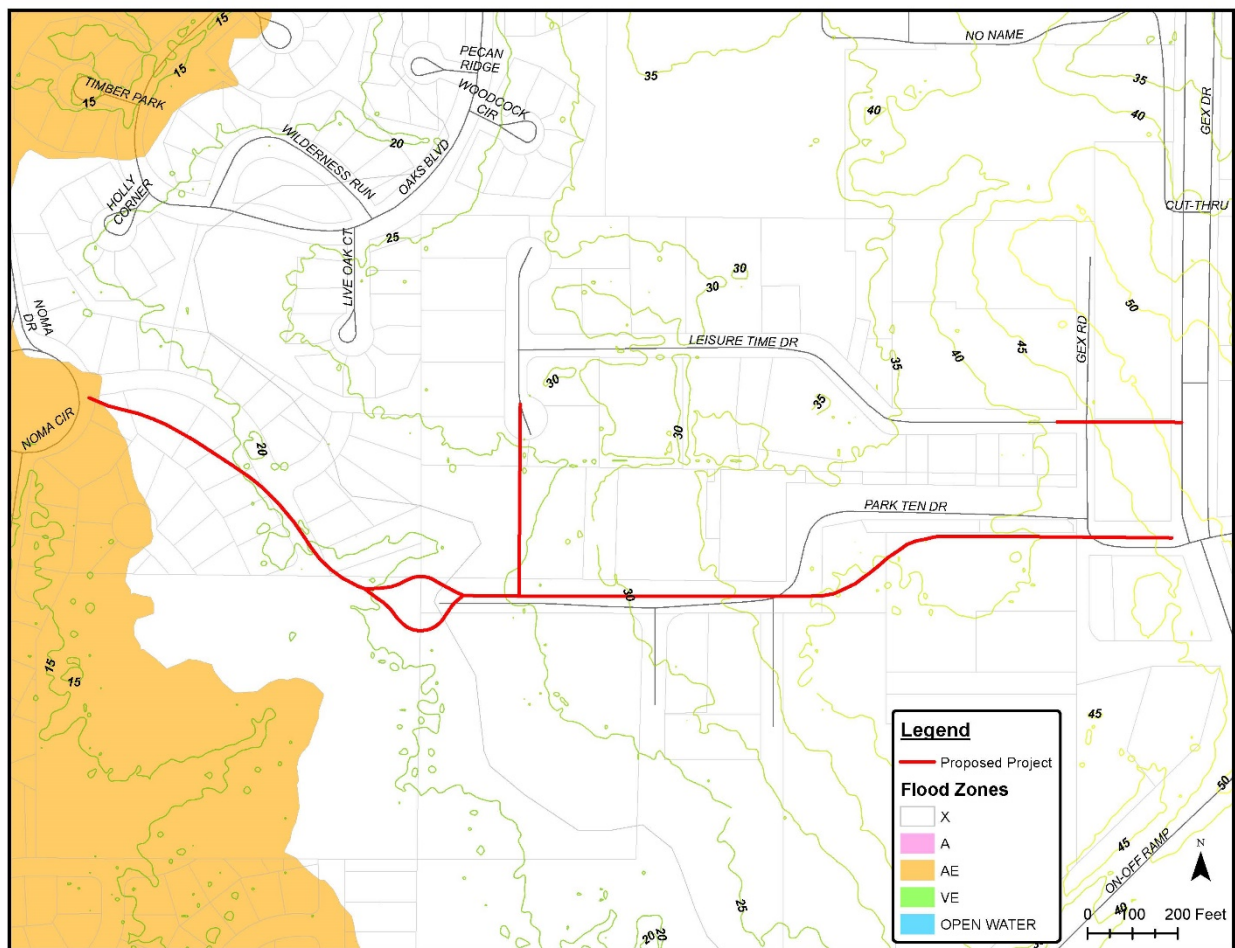 15
15
TIMBER PARK
15
PECAN
RIDGE
WOODCOCK
CIR
20
WILDERNESS RUN
OAKS BLVD
HOLLY
CORNER
LIVE OAK CT
25
NOMA
DR
NOMA CIR
20
NO NAME
35
35
40
40
GEX DR
CUT-THRU
50
30
30
LEISURE TIME DR
30
35
35
40
45
GEX RD
30
PARK TEN DR
30
15
15
45
50
45
ON-OFF RAMP
40
25
20
20
Legend
Proposed Project
Flood Zones
X
A
AE
VE
OPEN WATER
N
0 100 200 Feet